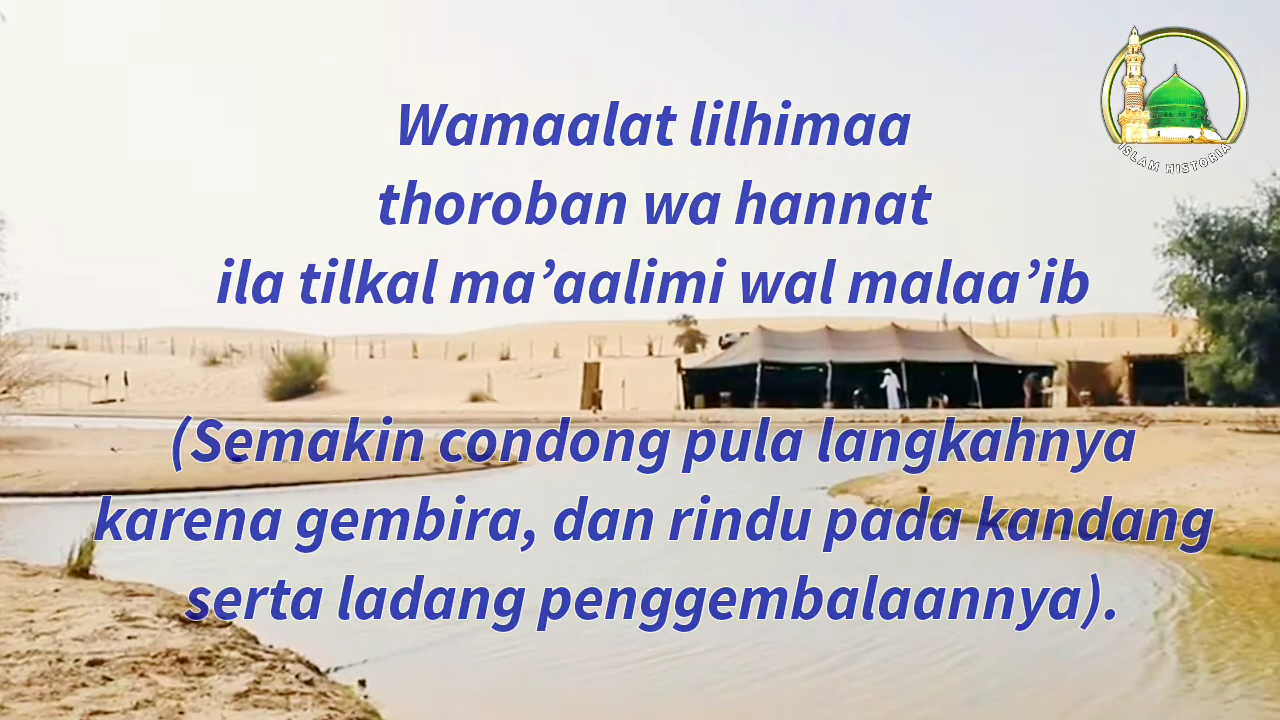 ISLAM HISTORIA
Wamaalat lilhimaa
thoroban wa hannat
ila tilkal ma’aalimi wal malaa’ib
(Semakin condong pula langkahnya
karena gembira, dan rindu pada kandang
serta ladang penggembalaannya).